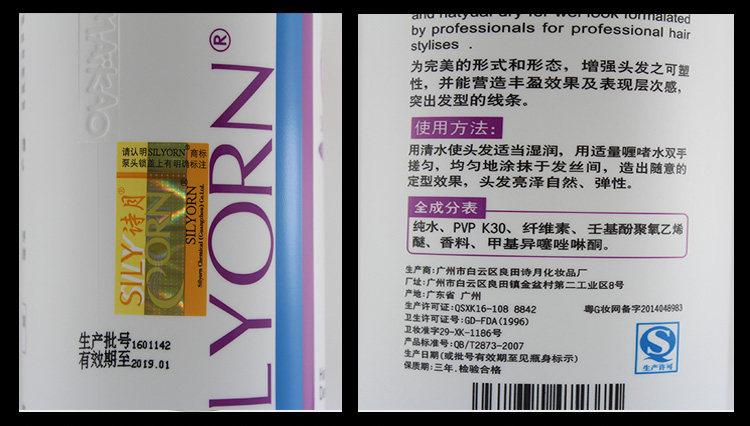 MATKAO
LYORN®
请认明SILYORN®商标
泵头锁盖上有明确标注
SILY诗月®
SILYORN®
Silyorn Chemical (Guangzhou) Co.Ltd.
生产批号1601142
有效期至2019.01
and natyual dry for wet look formalated
by professionals for professional hair
stylises .
为完美的形式和形态，增强头发之可塑
性，并能营造丰盈效果及表现层次感，
突出发型的线条。
使用方法：
用清水使头发适当湿润，用适量喱啫水双手
搓匀，均匀地涂抹于发丝间，造出随意的
定型效果，头发亮泽自然、弹性。
全成分表
纯水、PVP K30、纤维素、壬基酚聚氧乙烯
醚、香料、甲基异噻唑啉酮。
生产商：广州市白云区良田诗月化妆品厂
厂址：广州市白云区良田镇金盆村第二工业区8号
产地：广东省 广州
生产许可证：QSXK16-108 8842 粤G妆网备字2014048983
卫生许可证号：GD-FDA(1996)
卫妆准字29-XK-1186号
产品标准号：QB/T2873-2007
生产日期(或批号有效期至见瓶身标示)
保质期：三年，检验合格
生产许可